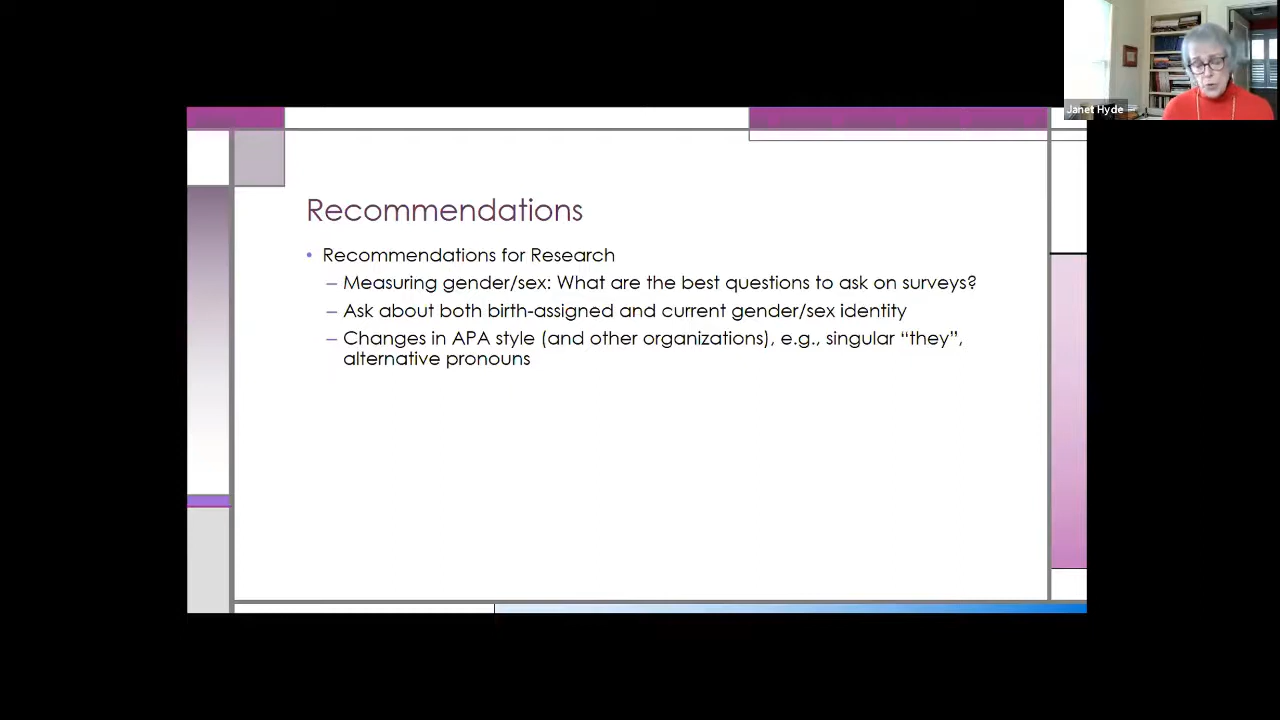 Janet Hyde
Recommendations
• Recommendations for Research
– Measuring gender/sex: What are the best questions to ask on surveys?
– Ask about both birth-assigned and current gender/sex identity
– Changes in APA style (and other organizations), e.g., singular “they”,
alternative pronouns